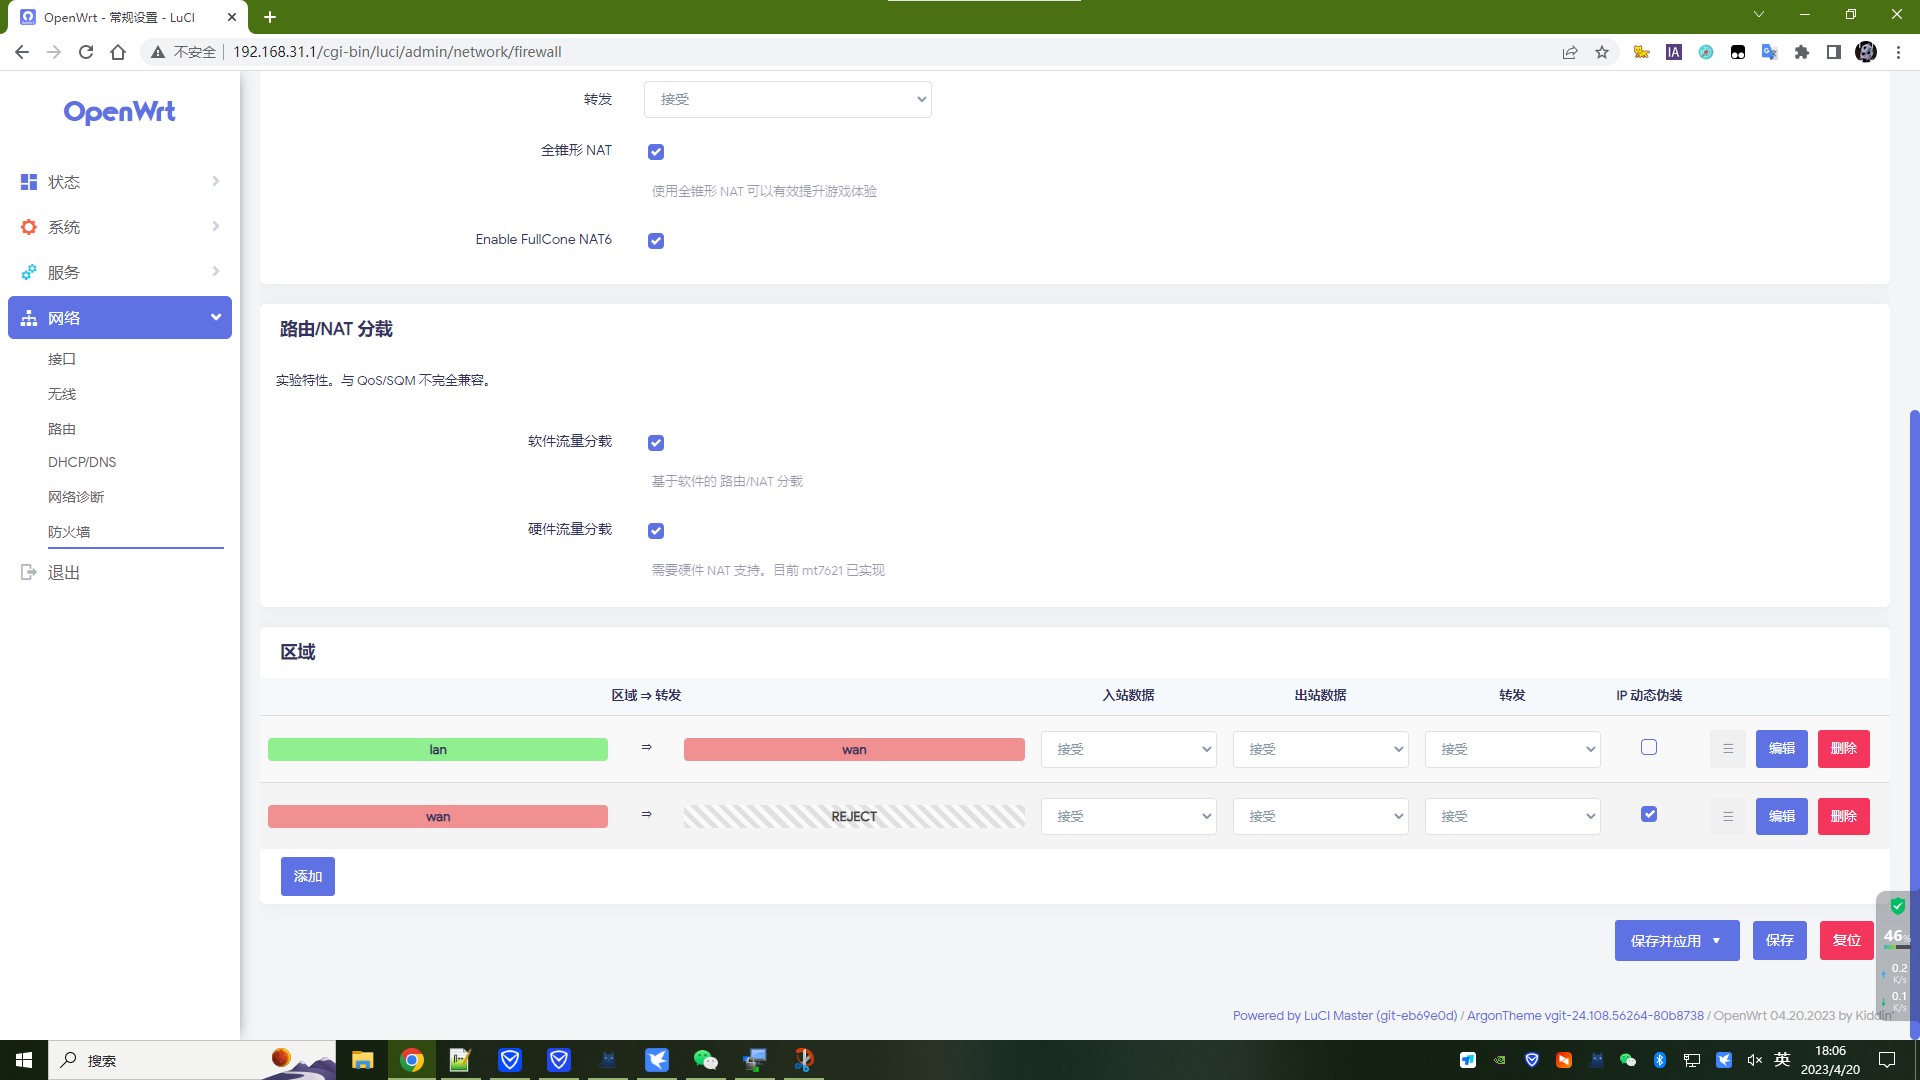 OpenWrt - 常规设置 - LuCI
不安全
192.168.31.1/cgi-bin/luci/admin/network/firewall
OpenWrt
状态
系统
服务
网络
接口
无线
路由
DHCP/DNS
网络诊断
防火墙
退出
转发
接受
全锥形 NAT
使用全锥形 NAT 可以有效提升游戏体验
Enable FullCone NAT6
路由/NAT 分载
实验特性。与 QoS/SQM 不完全兼容。
软件流量分载
基于软件的 路由/NAT 分载
硬件流量分载
需要硬件 NAT 支持。目前 mt7621 已实现
区域
区域 ⇒ 转发 入站数据 出站数据 转发 IP 动态伪装
lan ⇒ wan 接受 接受 接受 ☰ 编辑 删除
wan ⇒ REJECT 接受 接受 接受 ☰ 编辑 删除
添加
保存并应用 保存 复位
46%
0.2
K/s
0.1
K/s
Powered by LuCI Master (git-eb69e0d) / ArgonTheme vgit-24.108.56264-80b8738 / OpenWrt 04.20.2023 by Kiddin'
搜索
英
18:06
2023/4/20